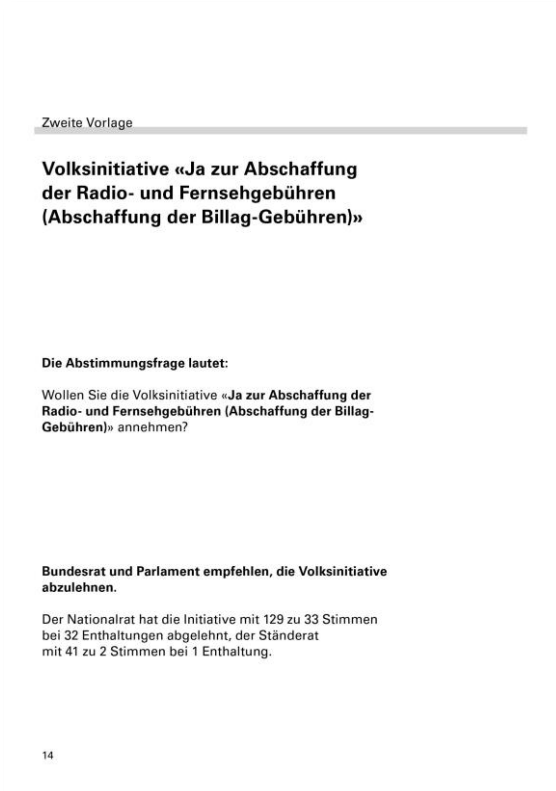 Zweite Vorlage
Volksinitiative «Ja zur Abschaffung
der Radio- und Fernsehgebühren
(Abschaffung der Billag-Gebühren)»
Die Abstimmungsfrage lautet:
Wollen Sie die Volksinitiative «Ja zur Abschaffung der
Radio- und Fernsehgebühren (Abschaffung der Billag-
Gebühren)» annehmen?
Bundesrat und Parlament empfehlen, die Volksinitiative
abzulehnen.
Der Nationalrat hat die Initiative mit 129 zu 33 Stimmen
bei 32 Enthaltungen abgelehnt, der Ständerat
mit 41 zu 2 Stimmen bei 1 Enthaltung.
14